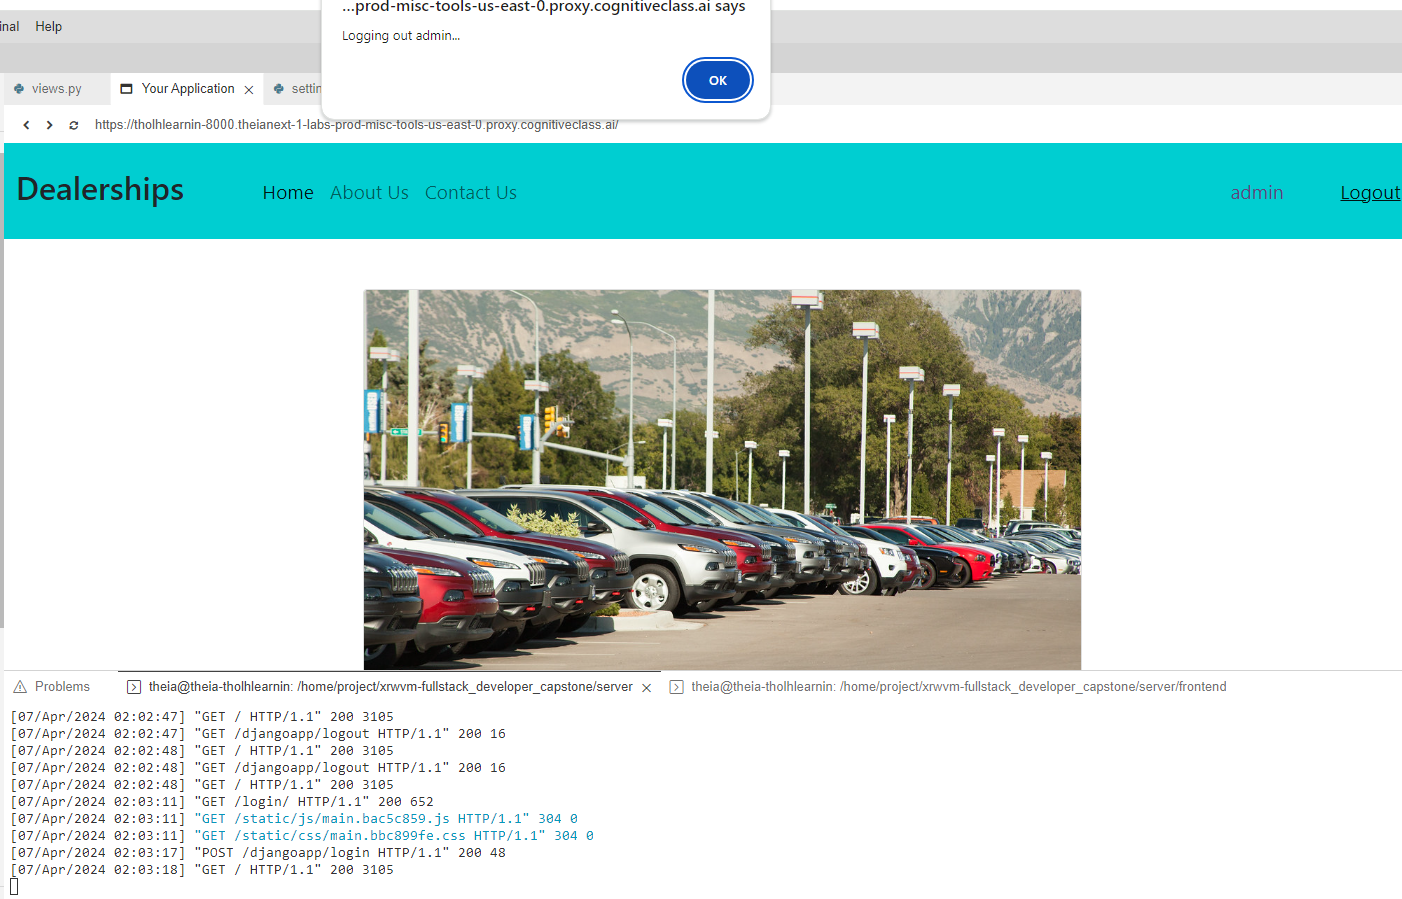 ...prod-misc-tools-us-east-0.proxy.cognitiveclass.ai says
Logging out admin...
OK
Help
views.py
Your Application
https://tholhlearnin-8000.theianext-1-labs-prod-misc-tools-us-east-0.proxy.cognitiveclass.ai/
Dealerships
Home
About Us
Contact Us
admin
Logout
Problems
theia@theia-tholhlearnin: /home/project/xrwvm-fullstack_developer_capstone/server
theia@theia-tholhlearnin: /home/project/xrwvm-fullstack_developer_capstone/server/frontend
[07/Apr/2024 02:02:47] "GET / HTTP/1.1" 200 3105
[07/Apr/2024 02:02:47] "GET /djangoapp/logout HTTP/1.1" 200 16
[07/Apr/2024 02:02:48] "GET / HTTP/1.1" 200 3105
[07/Apr/2024 02:02:48] "GET /djangoapp/logout HTTP/1.1" 200 16
[07/Apr/2024 02:02:48] "GET / HTTP/1.1" 200 3105
[07/Apr/2024 02:03:11] "GET /login/ HTTP/1.1" 200 652
[07/Apr/2024 02:03:11] "GET /static/js/main.bac5c859.js HTTP/1.1" 304 0
[07/Apr/2024 02:03:11] "GET /static/css/main.bbc899fe.css HTTP/1.1" 304 0
[07/Apr/2024 02:03:17] "POST /djangoapp/login HTTP/1.1" 200 48
[07/Apr/2024 02:03:18] "GET / HTTP/1.1" 200 3105